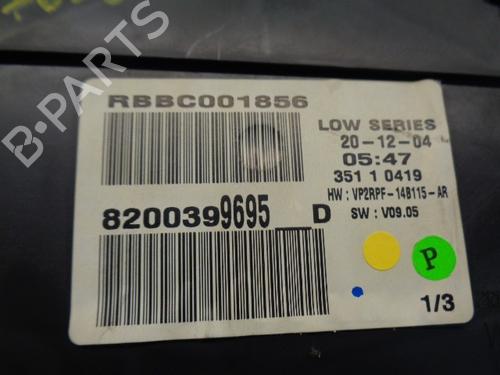 B-PARTS
RBBC001856
LOW SERIES
20-12-04
05:47
351 1 0419
HW : VP2RPF-14B115-AR
SW : V09.05
8200399695__D
P
1/3